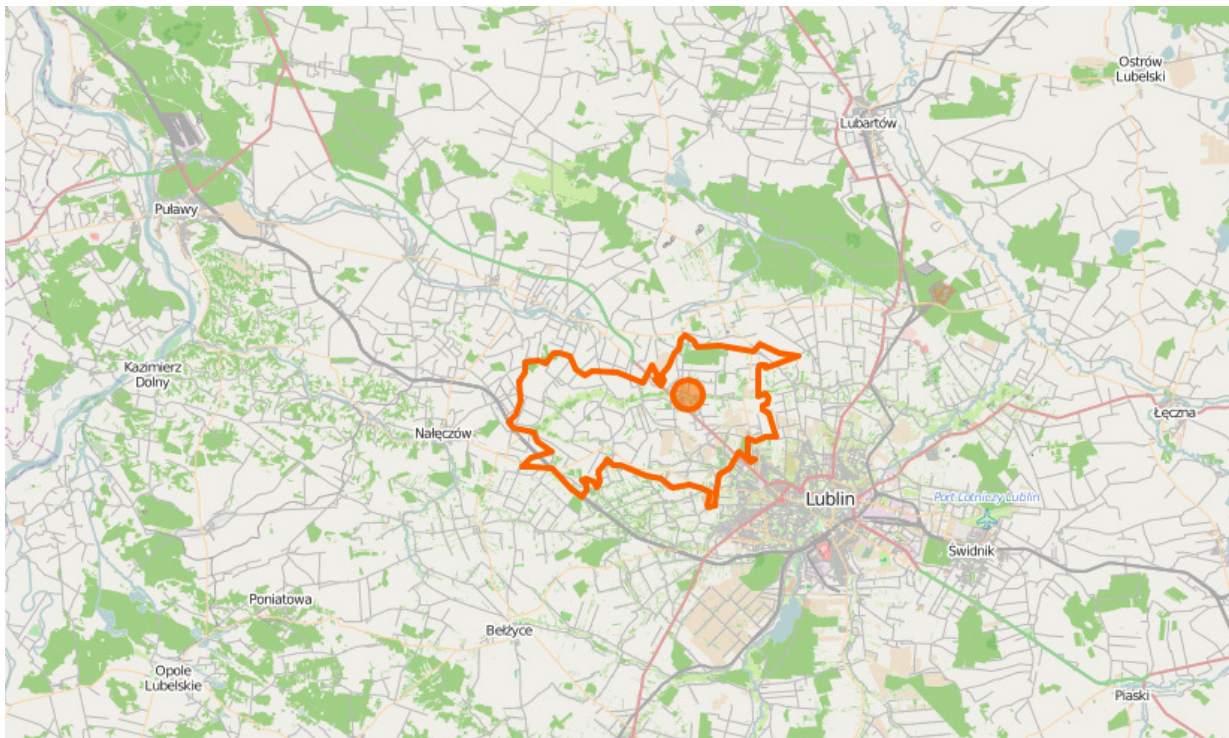 Ostrów
Lubelski
Lubartów
Puławy
Kazimierz
Dolny
Nałęczów
Łęczna
Lublin
Port Lotniczy Lublin
Świdnik
Poniatowa
Bełżyce
Opole
Lubelskie
Piaski